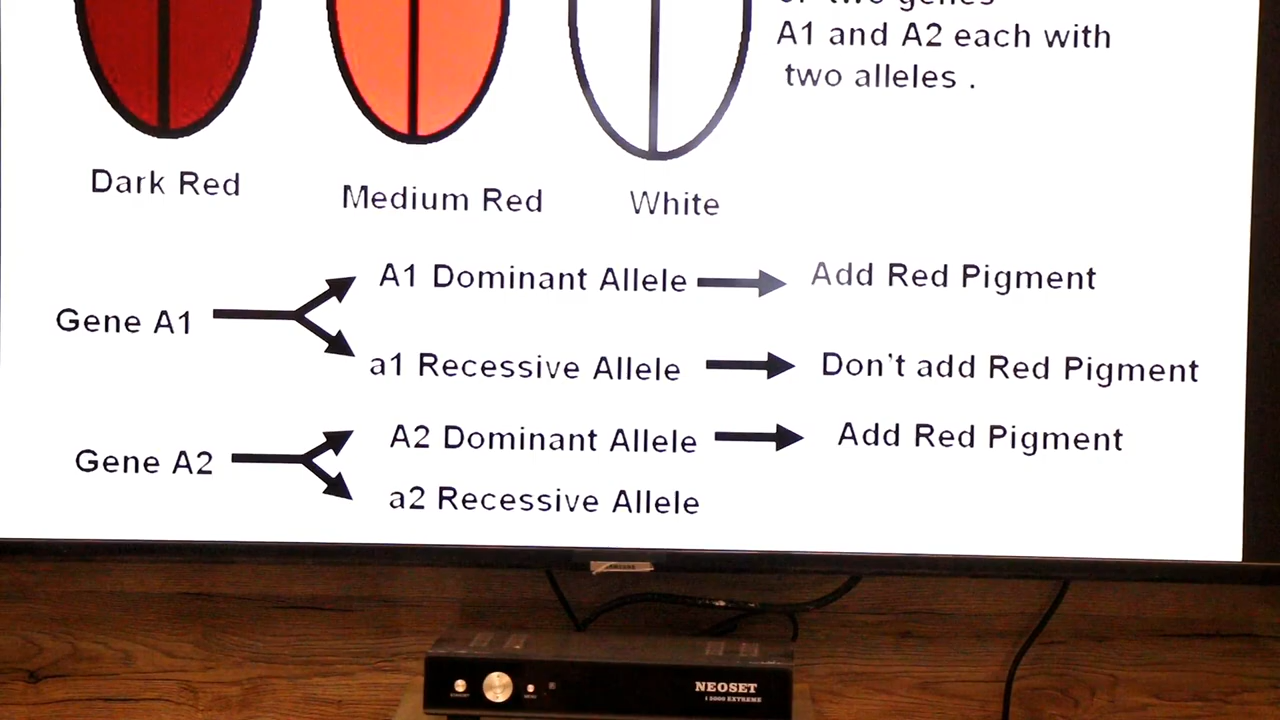 A1 and A2 each with
two alleles .
Dark Red
Medium Red
White
Gene A1
A1 Dominant Allele
Add Red Pigment
a1 Recessive Allele
Don't add Red Pigment
Gene A2
A2 Dominant Allele
Add Red Pigment
a2 Recessive Allele
NEOSET